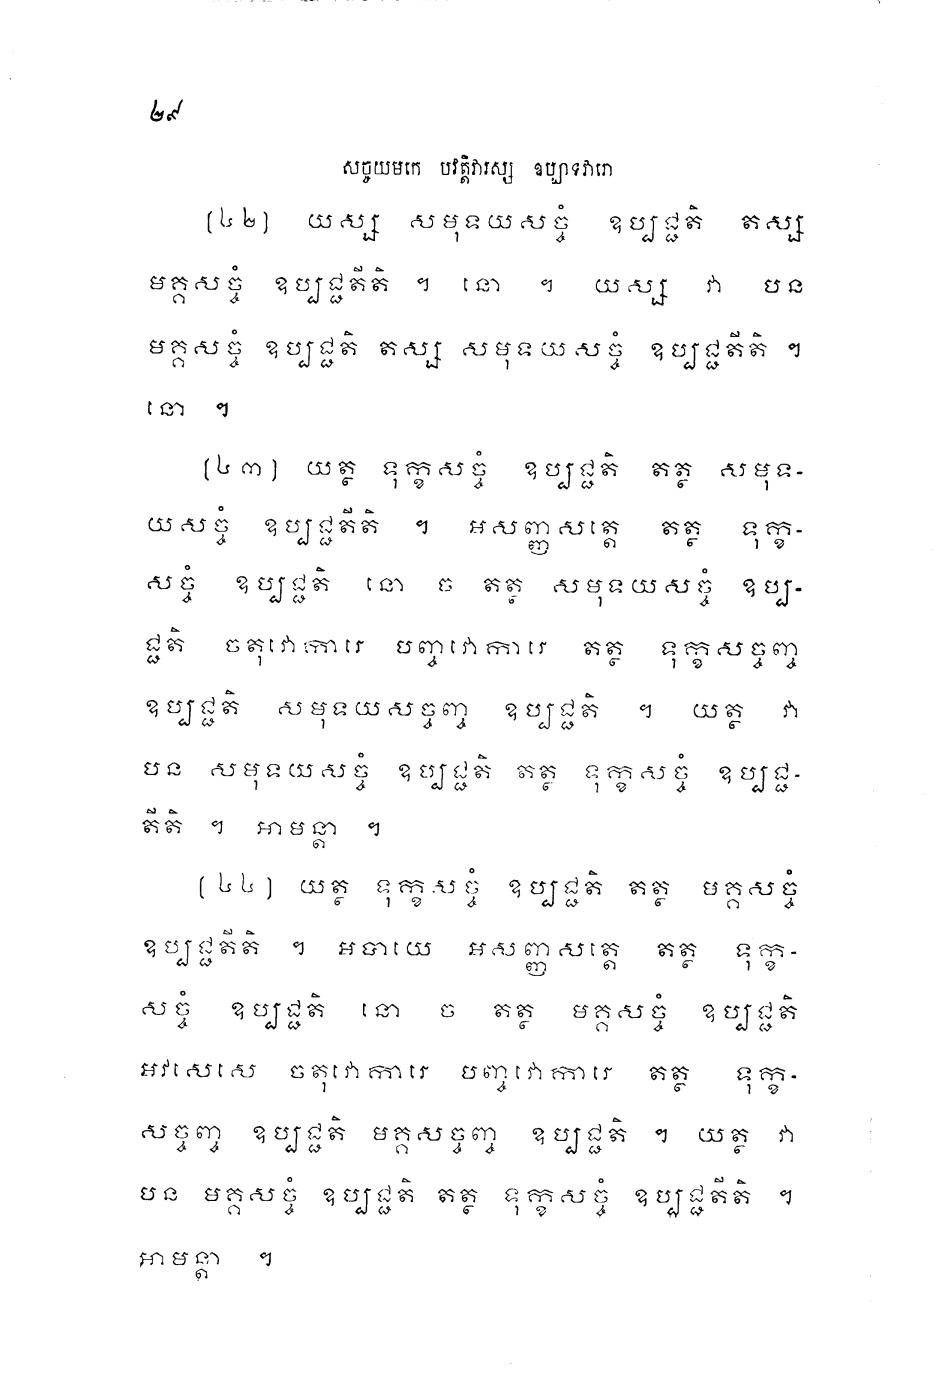 ២៩
សច្ចយមកេ បវត្តិវារស្ស ឧប្បាទវារោ
(៤២) យស្ស សមុទយសច្ចំ ឧប្បជ្ជតិ តស្ស
មគ្គសច្ចំ ឧប្បជ្ជតីតិ ។ នោ ។ យស្ស វា បន
មគ្គសច្ចំ ឧប្បជ្ជតិ តស្ស សមុទយសច្ចំ ឧប្បជ្ជតីតិ ។
នោ ។
(៤៣) យត្ថ ទុក្ខសច្ចំ ឧប្បជ្ជតិ តត្ថ សមុទ-
យសច្ចំ ឧប្បជ្ជតីតិ ។ អសញ្ញសត្តេ តត្ថ ទុក្ខ-
សច្ចំ ឧប្បជ្ជតិ នោ ច តត្ថ សមុទយសច្ចំ ឧប្ប-
ជ្ជតិ ចតុវោការេ បញ្ចវោការេ តត្ថ ទុក្ខសច្ចញ្ច
ឧប្បជ្ជតិ សមុទយសច្ចញ្ច ឧប្បជ្ជតិ ។ យត្ថ វា
បន សមុទយសច្ចំ ឧប្បជ្ជតិ តត្ថ ទុក្ខសច្ចំ ឧប្បជ្ជ-
តីតិ ។ អាមន្តា ។
(៤៤) យត្ថ ទុក្ខសច្ចំ ឧប្បជ្ជតិ តត្ថ មគ្គសច្ចំ
ឧប្បជ្ជតីតិ ។ អបាយេ អសញ្ញសត្តេ តត្ថ ទុក្ខ-
សច្ចំ ឧប្បជ្ជតិ នោ ច តត្ថ មគ្គសច្ចំ ឧប្បជ្ជតិ
អវសេសេ ចតុវោការេ បញ្ចវោការេ តត្ថ ទុក្ខ-
សច្ចញ្ច ឧប្បជ្ជតិ មគ្គសច្ចញ្ច ឧប្បជ្ជតិ ។ យត្ថ វា
បន មគ្គសច្ចំ ឧប្បជ្ជតិ តត្ថ ទុក្ខសច្ចំ ឧប្បជ្ជតីតិ ។
អាមន្តា ។